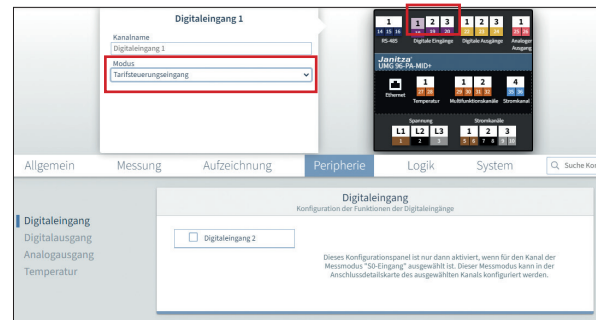 Digitaleingang 1
Kanalname
Digitaleingang 1
Modus
Tarifsteuerungseingang
1 1 2 3 1 2 3 1
14 15 16 18 19 20 22 23 24 25 26
RS-485 Digitale Eingänge Digitale Ausgänge Analoger Ausgang
Janitza
UMG 96-PA-MID+
1 1 2 4
27 28 29 30 31 32 35 36
Ethernet Temperatur Multifunktionskanäle Stromkanal
Spannung Stromkanäle
L1 L2 L3 1 2 3
1 2 3 5 6 7 8 9 10
Allgemein Messung Aufzeichnung Peripherie Logik System Suche Kon
Digitaleingang
Konfiguration der Funktionen der Digitaleingänge
Digitaleingang
Digitalausgang
Analogausgang
Temperatur
Digitaleingang 2
Dieses Konfigurationspanel ist nur dann aktiviert, wenn für den Kanal der
Messmodus "S0-Eingang" ausgewählt ist. Dieser Messmodus kann in der
Anschlussdetailskarte des ausgewählten Kanals konfiguriert werden.